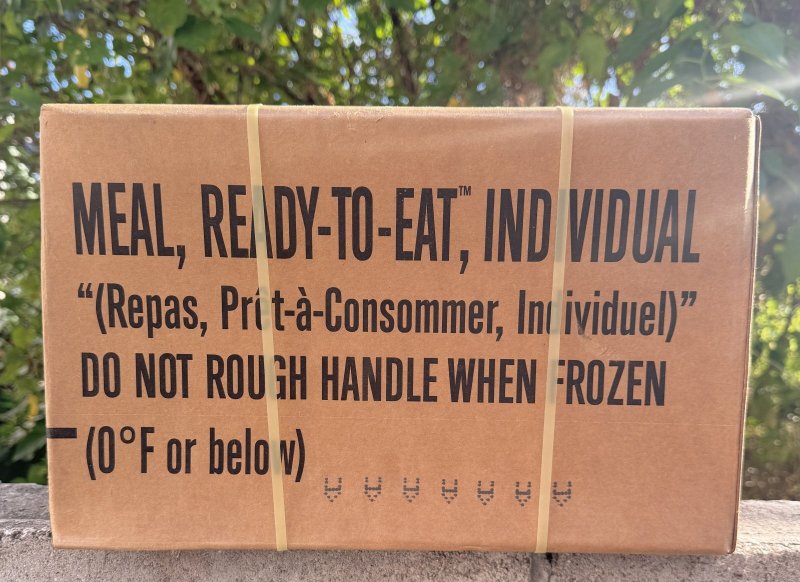 MEAL, READY-TO-EAT™, INDIVIDUAL
“(Repas, Prêt-à-Consommer, Individuel)”
DO NOT ROUGH HANDLE WHEN FROZEN
(0°F or below)